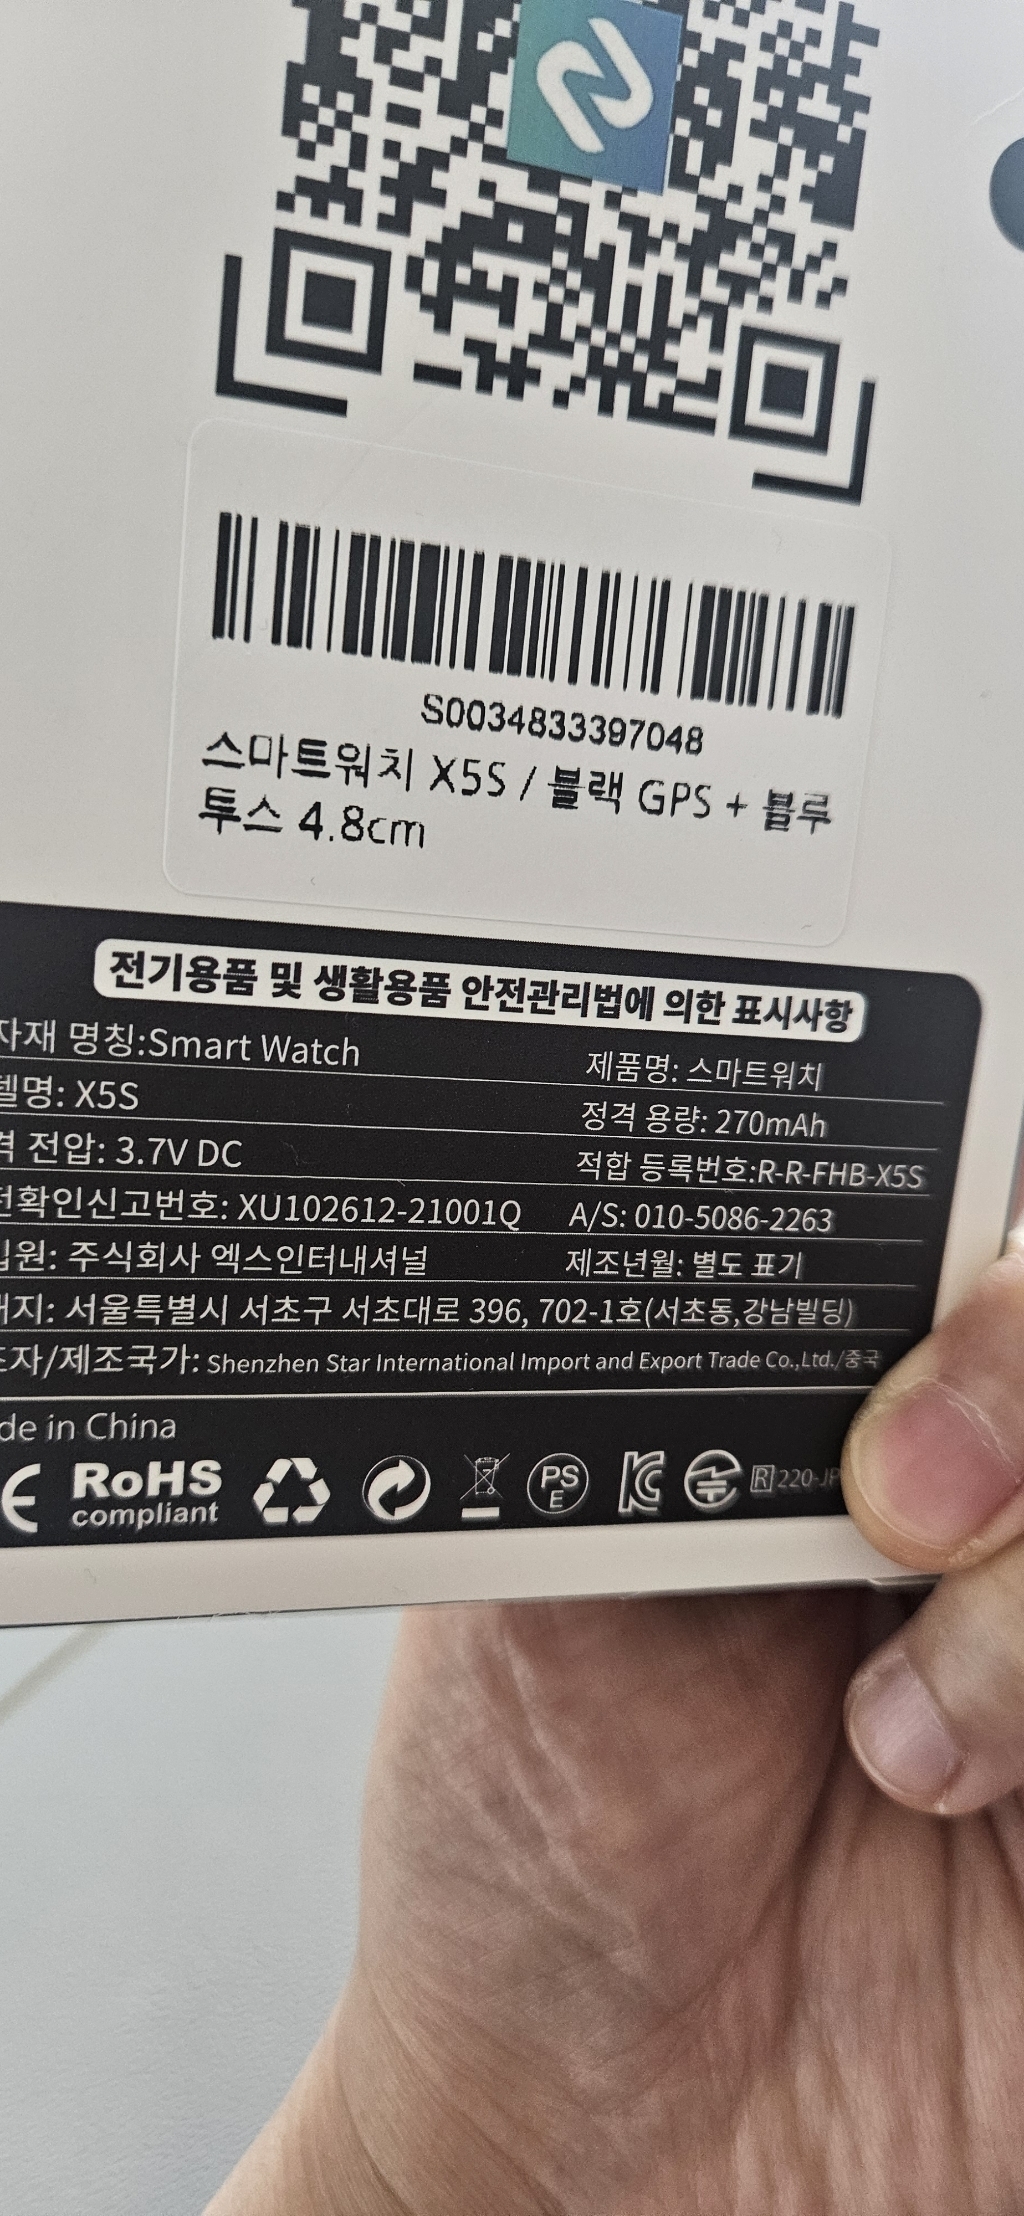 S0034833397048
스마트워치 X5S / 블랙 GPS + 블루
투스 4.8cm
전기용품 및 생활용품 안전관리법에 의한 표시사항
자재 명칭:Smart Watch 제품명: 스마트워치
델명: X5S 정격 용량: 270mAh
격 전압: 3.7V DC 적합 등록번호:R-R-FHB-X5S
전확인신고번호: XU102612-21001Q A/S: 010-5086-2263
입원: 주식회사 엑스인터내셔널 제조년월: 별도 표기
재지: 서울특별시 서초구 서초대로 396, 702-1호(서초동,강남빌딩)
조자/제조국가: Shenzhen Star International Import and Export Trade Co.,Ltd./중국
de in China
CE RoHS compliant PS E KC R 220-JP